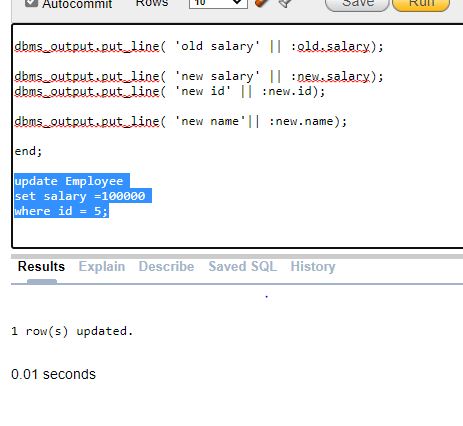 Autocommit Rows 10 Save Run
dbms_output.put_line( 'old salary' || :old.salary);
dbms_output.put_line( 'new salary' || :new.salary);
dbms_output.put_line( 'new id' || :new.id);
dbms_output.put_line( 'new name'|| :new.name);
end;
update Employee
set salary =100000
where id = 5;
Results Explain Describe Saved SQL History
1 row(s) updated.
0.01 seconds